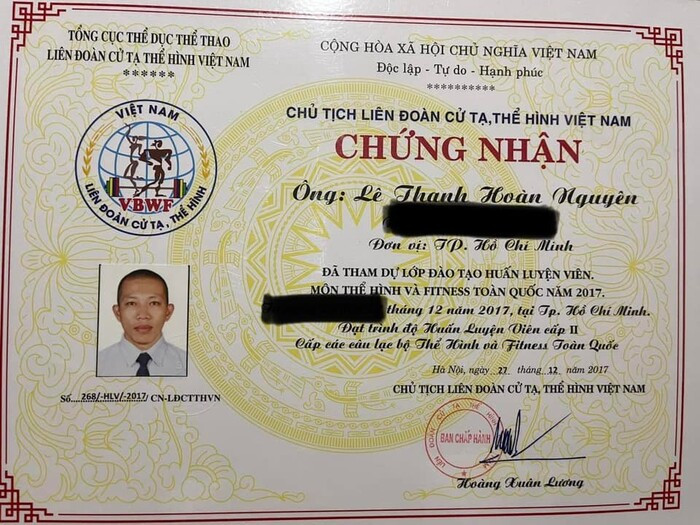 TỔNG CỤC THỂ DỤC THỂ THAO
LIÊN ĐOÀN CỬ TẠ THỂ HÌNH VIỆT NAM
******
CỘNG HÒA XÃ HỘI CHỦ NGHĨA VIỆT NAM
Độc lập - Tự do - Hạnh phúc
**********
VIỆT NAM
VBWF
LIÊN ĐOÀN CỬ TẠ, THỂ HÌNH
CHỦ TỊCH LIÊN ĐOÀN CỬ TẠ,THỂ HÌNH VIỆT NAM
CHỨNG NHẬN
Ông: Lê Thanh Hoàn Nguyên
Đơn vị: TP. Hồ Chí Minh
ĐÃ THAM DỰ LỚP ĐÀO TẠO HUẤN LUYỆN VIÊN.
MÔN THỂ HÌNH VÀ FITNESS TOÀN QUỐC NĂM 2017.
tháng 12 năm 2017, tại Tp. Hồ Chí Minh.
Đạt trình độ Huấn Luyện Viên cấp II
Cấp các câu lạc bộ Thể Hình và Fitness Toàn Quốc
Hà Nội, ngày 27 tháng 12 năm 2017
CHỦ TỊCH LIÊN ĐOÀN CỬ TẠ, THỂ HÌNH VIỆT NAM
Số 268/-HLV/-2017/ CN-LĐCTTHVN
LIÊN ĐOÀN CỬ TẠ THỂ HÌNH
BAN CHẤP HÀNH
Hoàng Xuân Lương